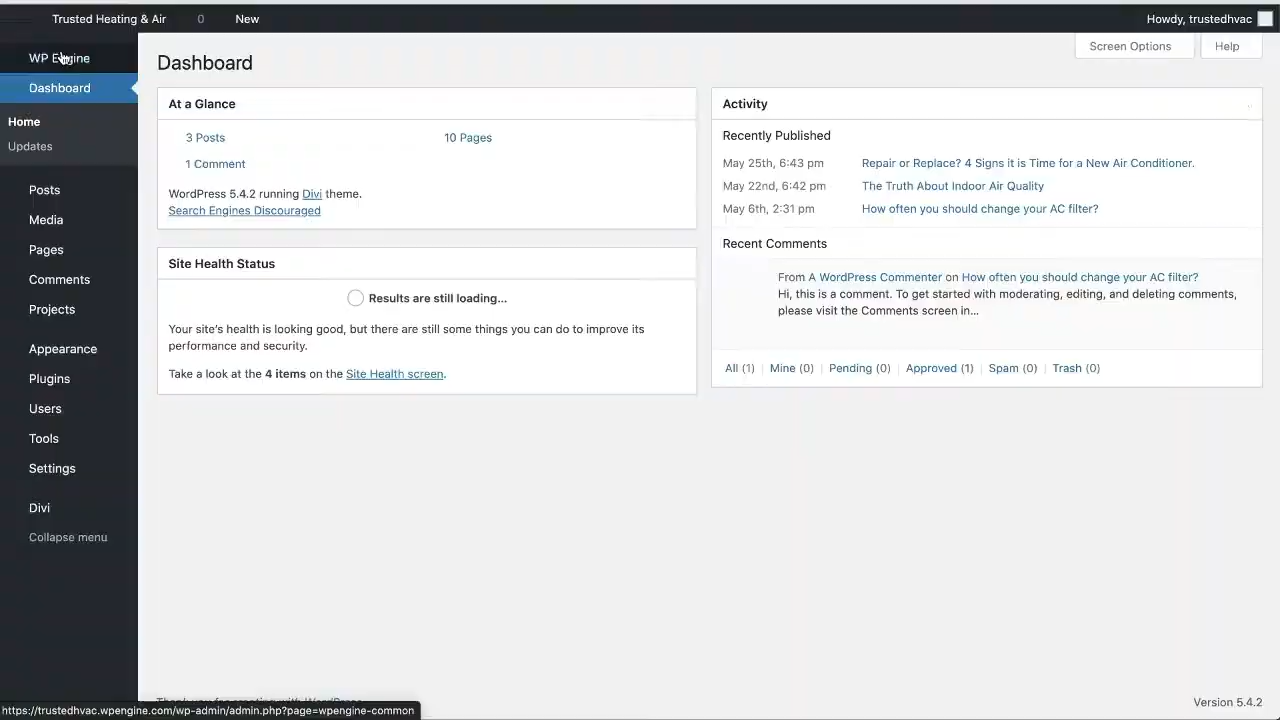 Trusted Heating & Air 0 New Howdy, trustedhvac
WP Engine
Dashboard
Home
Updates
Posts
Media
Pages
Comments
Projects
Appearance
Plugins
Users
Tools
Settings
Divi
Collapse menu
Screen Options Help
Dashboard
At a Glance
3 Posts 10 Pages
1 Comment
WordPress 5.4.2 running Divi theme.
Search Engines Discouraged
Site Health Status
Results are still loading...
Your site's health is looking good, but there are still some things you can do to improve its
performance and security.
Take a look at the 4 items on the Site Health screen.
Activity
Recently Published
May 25th, 6:43 pm Repair or Replace? 4 Signs it is Time for a New Air Conditioner.
May 22nd, 6:42 pm The Truth About Indoor Air Quality
May 6th, 2:31 pm How often you should change your AC filter?
Recent Comments
From A WordPress Commenter on How often you should change your AC filter?
Hi, this is a comment. To get started with moderating, editing, and deleting comments,
please visit the Comments screen in...
All (1) | Mine (0) | Pending (0) | Approved (1) | Spam (0) | Trash (0)
Thank you for creating with WordPress Version 5.4.2
https://trustedhvac.wpengine.com/wp-admin/admin.php?page=wpengine-common